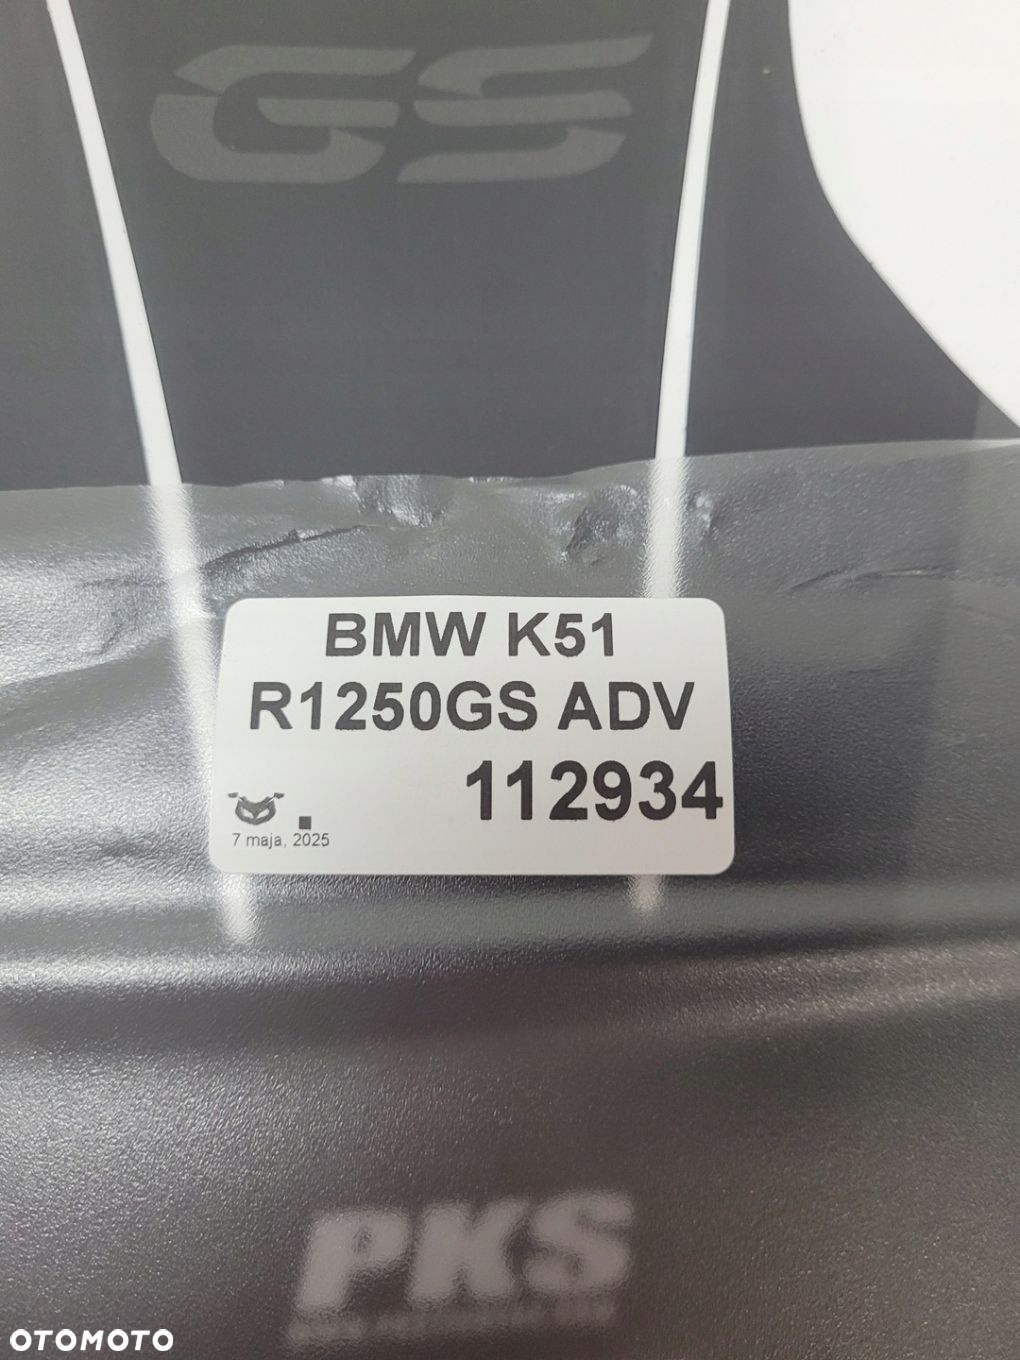 GS
BMW K51
R1250GS ADV
112934
7 maja, 2025
PKS
OTOMOTO